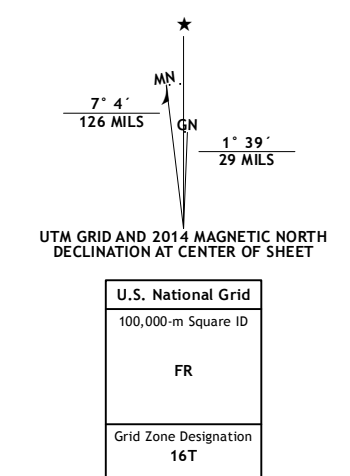 ★
MN
7° 4´
126 MILS
GN
1° 39´
29 MILS
UTM GRID AND 2014 MAGNETIC NORTH
DECLINATION AT CENTER OF SHEET
U.S. National Grid
100,000-m Square ID
FR
Grid Zone Designation
16T